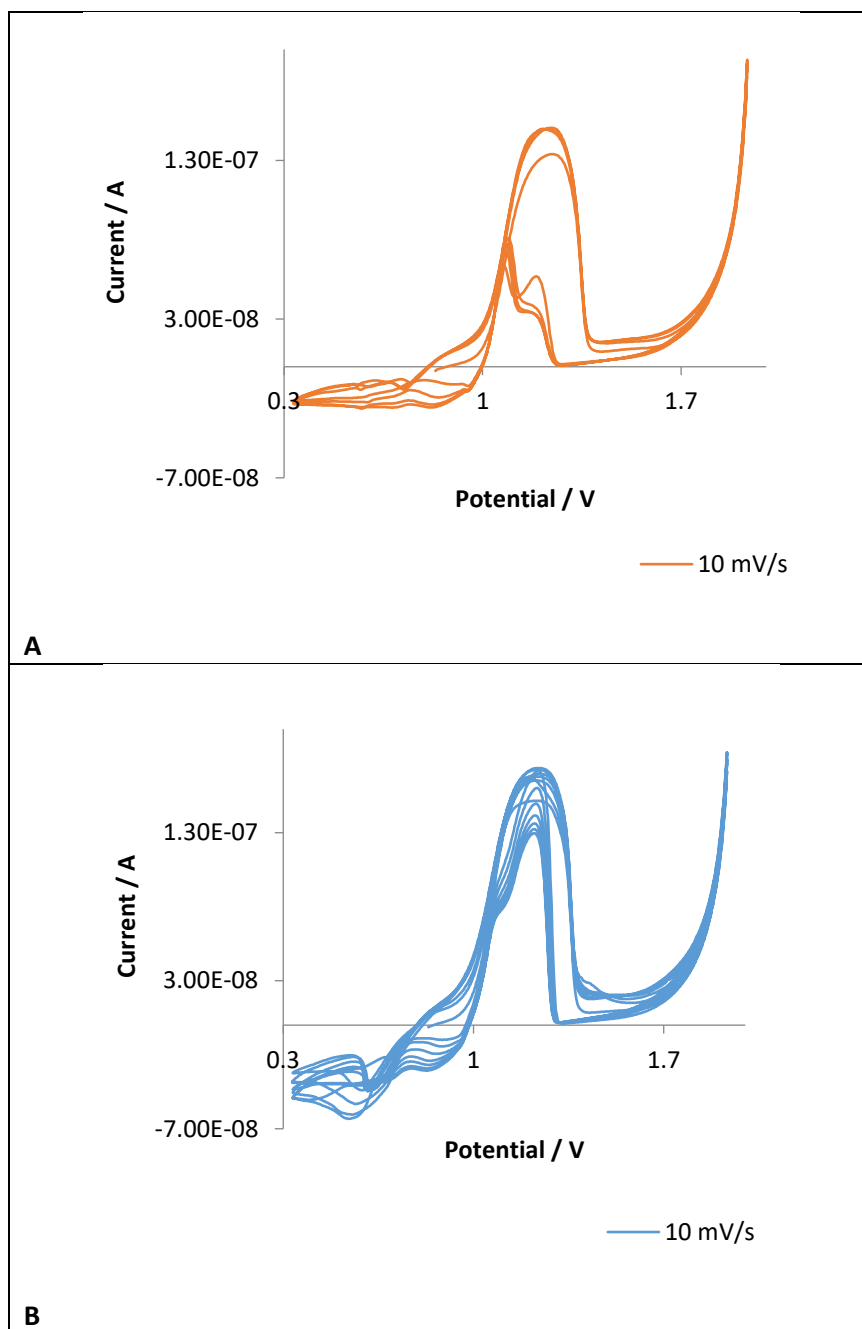 1.30E-07
Current / A
3.00E-08
0.3
1
1.7
-7.00E-08
Potential / V
10 mV/s
A
1.30E-07
Current / A
3.00E-08
0.3
1
1.7
-7.00E-08
Potential / V
10 mV/s
B